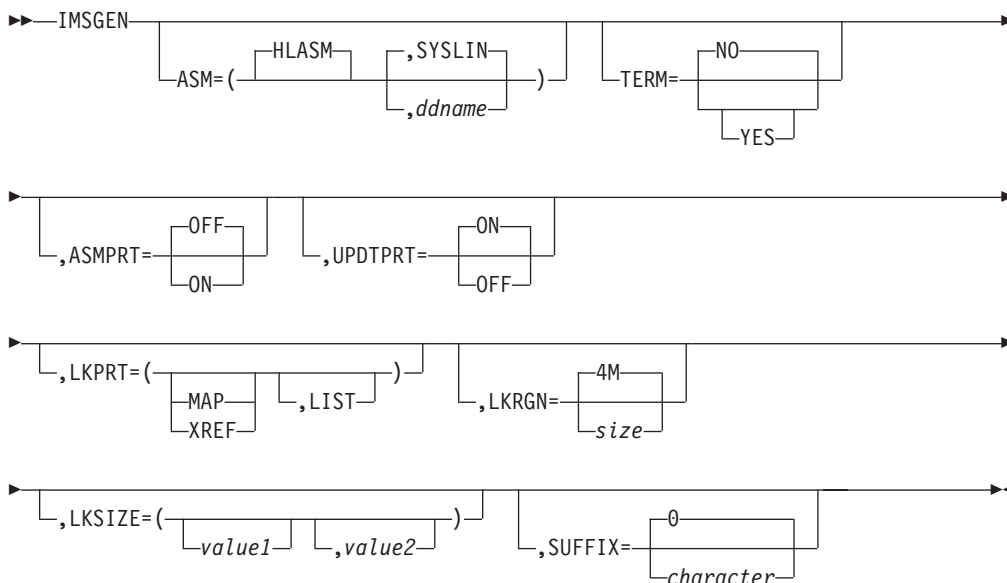 IMSGEN
HLASM ,SYSLIN NO
ASM=( ) TERM=
,ddname
YES
OFF ON
,ASMPRT= ,UPDTPRT=
ON OFF
4M
,LKPRT=( ) ,LKRGN=
MAP ,LIST
XREF size
0
,LKSIZE=( ) ,SUFFIX=
value1 ,value2
character